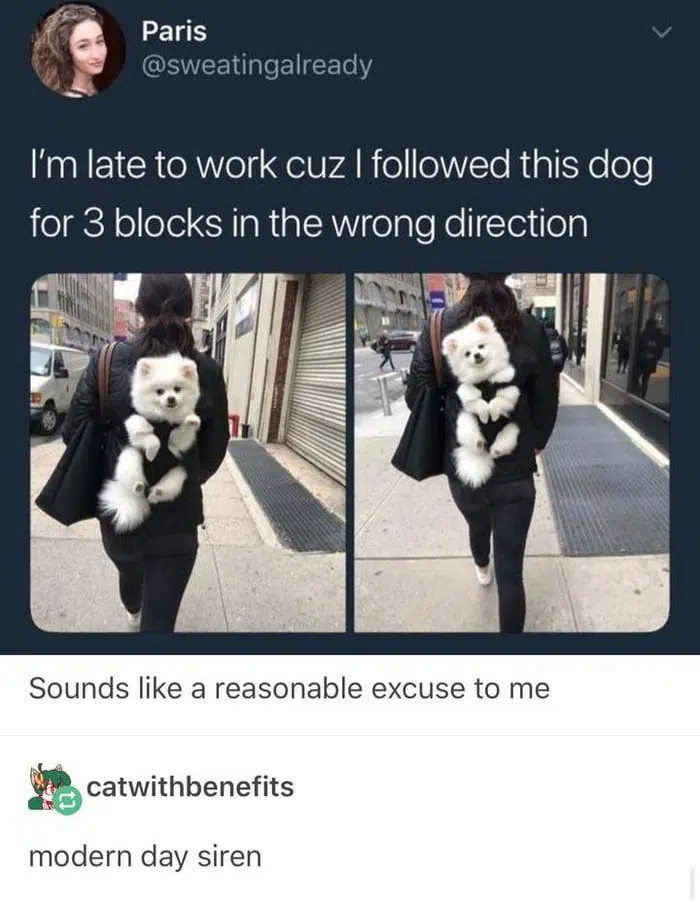 Paris
@sweatingalready
I'm late to work cuz I followed this dog
for 3 blocks in the wrong direction
Sounds like a reasonable excuse to me
catwithbenefits
modern day siren